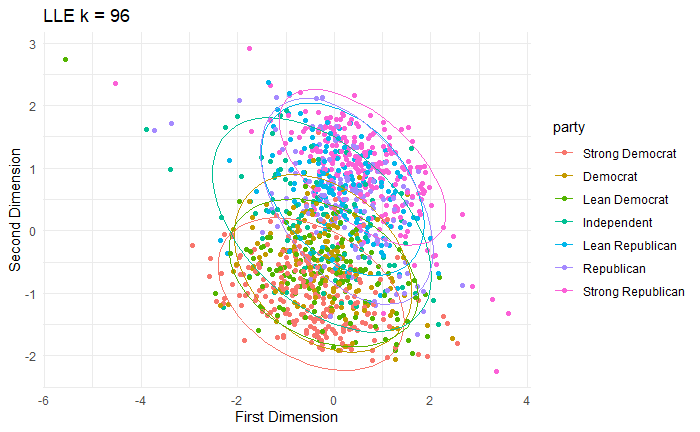 LLE k = 96
3
2
1
0
-1
-2
-6
-4
-2
0
2
4
First Dimension
Second Dimension
party
Strong Democrat
Democrat
Lean Democrat
Independent
Lean Republican
Republican
Strong Republican